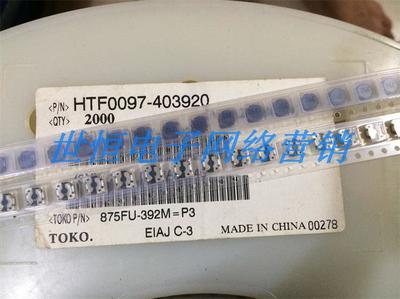 <P/N> HTF0097-403920
<QTY> 2000
世恒电子网络营销
<TOKO P/N> 875FU-392M=P3
TOKO. EIAJ C-3 MADE IN CHINA 00278